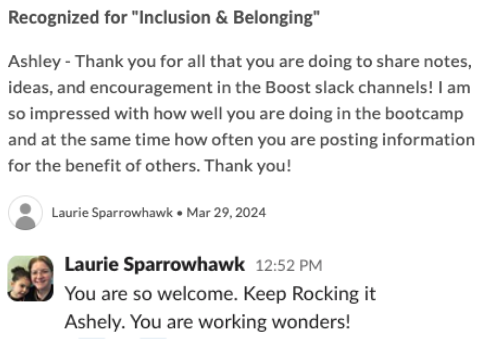 Recognized for "Inclusion & Belonging"
Ashley - Thank you for all that you are doing to share notes,
ideas, and encouragement in the Boost slack channels! I am
so impressed with how well you are doing in the bootcamp
and at the same time how often you are posting information
for the benefit of others. Thank you!
Laurie Sparrowhawk • Mar 29, 2024
Laurie Sparrowhawk 12:52 PM
You are so welcome. Keep Rocking it
Ashely. You are working wonders!